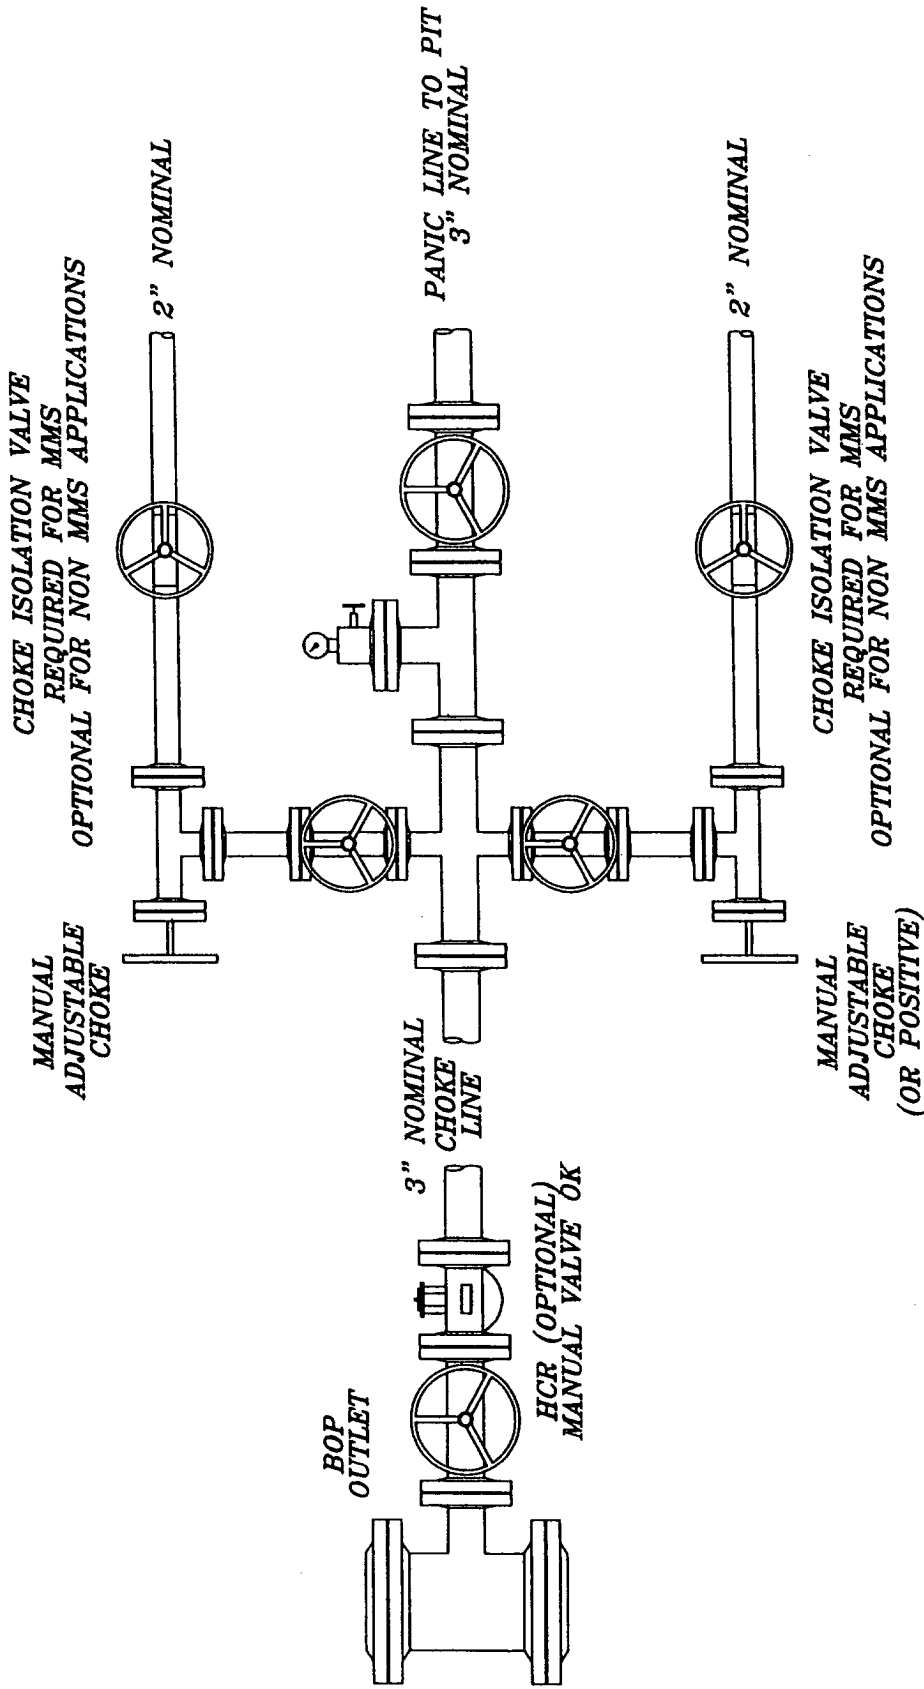 BOP
OUTLET
HCR (OPTIONAL)
MANUAL VALVE OK
3" NOMINAL
CHOKE
LINE
MANUAL
ADJUSTABLE
CHOKE
CHOKE ISOLATION VALVE
REQUIRED FOR MMS
OPTIONAL FOR NON MMS APPLICATIONS
2" NOMINAL
PANIC LINE TO PIT
3" NOMINAL
2" NOMINAL
MANUAL
ADJUSTABLE
CHOKE
(OR POSITIVE)
CHOKE ISOLATION VALVE
REQUIRED FOR MMS
OPTIONAL FOR NON MMS APPLICATIONS